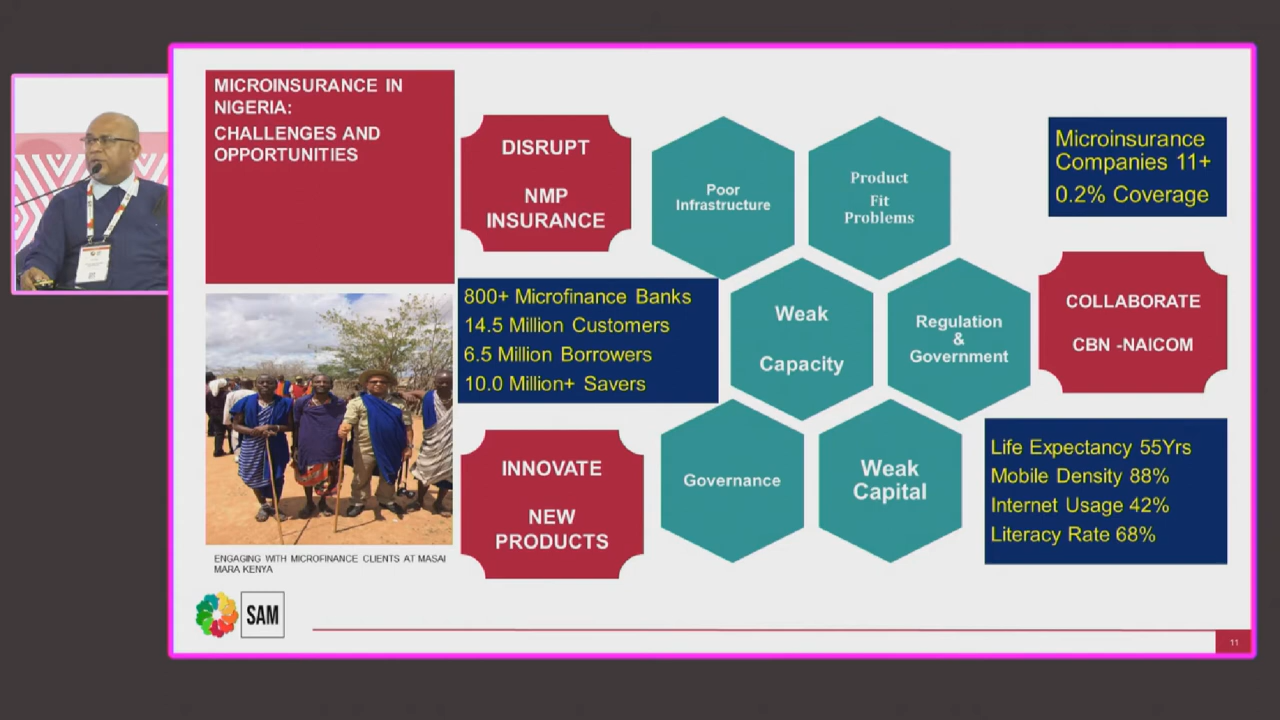 MICROINSURANCE IN
NIGERIA:
CHALLENGES AND
OPPORTUNITIES
DISRUPT
NMP
INSURANCE
Poor
Infrastructure
Product
Fit
Problems
Microinsurance
Companies 11+
0.2% Coverage
800+ Microfinance Banks
14.5 Million Customers
6.5 Million Borrowers
10.0 Million+ Savers
Weak
Capacity
Regulation
&
Government
COLLABORATE
CBN -NAICOM
INNOVATE
NEW
PRODUCTS
Governance
Weak
Capital
Life Expectancy 55Yrs
Mobile Density 88%
Internet Usage 42%
Literacy Rate 68%
ENGAGING WITH MICROFINANCE CLIENTS AT MASAI
MARA KENYA
SAM
11